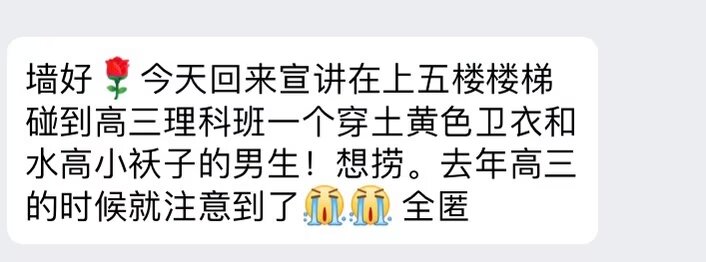 墙好🌹今天回来宣讲在上五楼楼梯
碰到高三理科班一个穿土黄色卫衣和
水高小袄子的男生！想捞。去年高三
的时候就注意到了😭😭 全匿